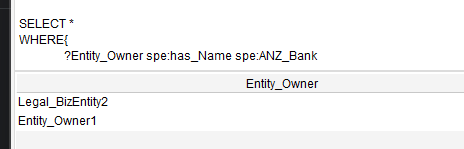 SELECT *
WHERE{
?Entity_Owner spe:has_Name spe:ANZ_Bank
Entity_Owner
Legal_BizEntity2
Entity_Owner1